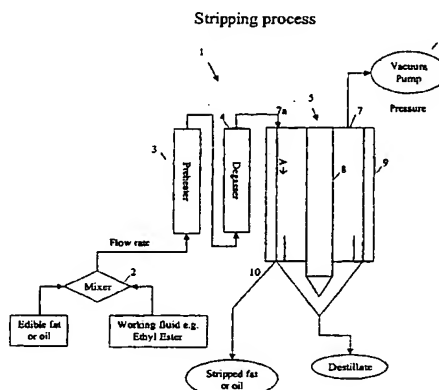 Stripping process
1
Vacuum
Pump
Pressure
7a
5
7
4
3
Preheater
Degasser
A
8
9
Flow rate
2
Mixer
10
Edible fat
or oil
Working fluid e.g.
Ethyl Ester
Stripped fat
or oil
Destillate